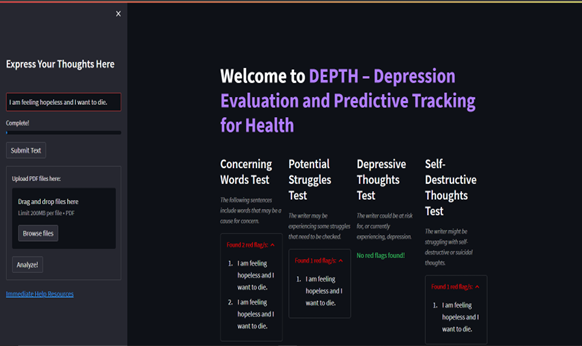 ×
Express Your Thoughts Here
I am feeling hopeless and I want to die.
Complete!
Submit Text
Upload PDF files here:
Drag and drop files here
Limit 200MB per file • PDF
Browse files
Analyze!
Immediate Help Resources
Welcome to DEPTH – Depression
Evaluation and Predictive Tracking
for Health
Concerning
Words Test
The following sentences
include words that may be a
cause for concern.
Found 2 red flag/s:
1. I am feeling
hopeless and I
want to die.
2. I am feeling
hopeless and I
want to die.
Potential
Struggles
Test
The writer may be
experiencing some struggles
that need to be checked.
Found 1 red flag/s:
1. I am feeling
hopeless and I
want to die.
Depressive
Thoughts
Test
The writer could be at risk
for, or currently
experiencing, depression.
No red flags found!
Self-
Destructive
Thoughts
Test
The writer might be
struggling with self-
destructive or suicidal
thoughts.
Found 1 red flag/s:
1. I am feeling
hopeless and I
want to die.